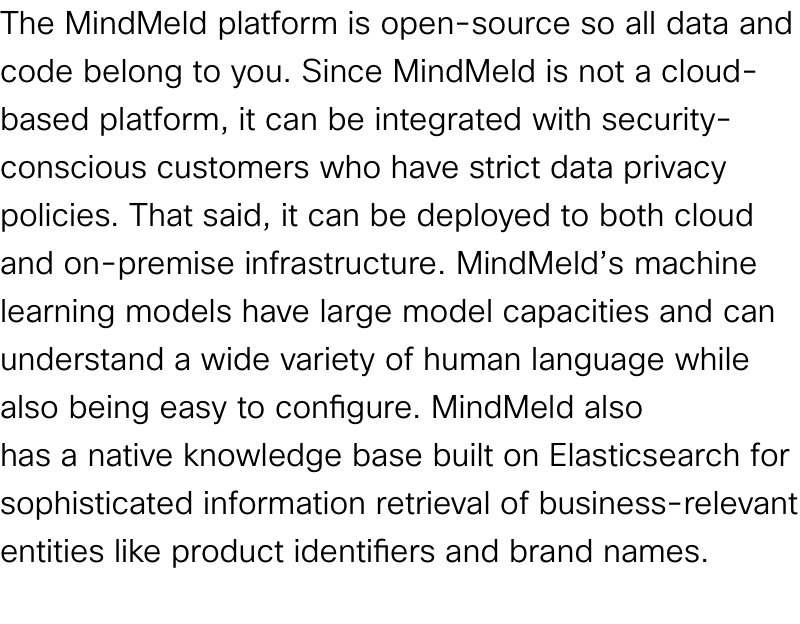 The MindMeld platform is open-source so all data and
code belong to you. Since MindMeld is not a cloud-
based platform, it can be integrated with security-
conscious customers who have strict data privacy
policies. That said, it can be deployed to both cloud
and on-premise infrastructure. MindMeld’s machine
learning models have large model capacities and can
understand a wide variety of human language while
also being easy to configure. MindMeld also
has a native knowledge base built on Elasticsearch for
sophisticated information retrieval of business-relevant
entities like product identifiers and brand names.